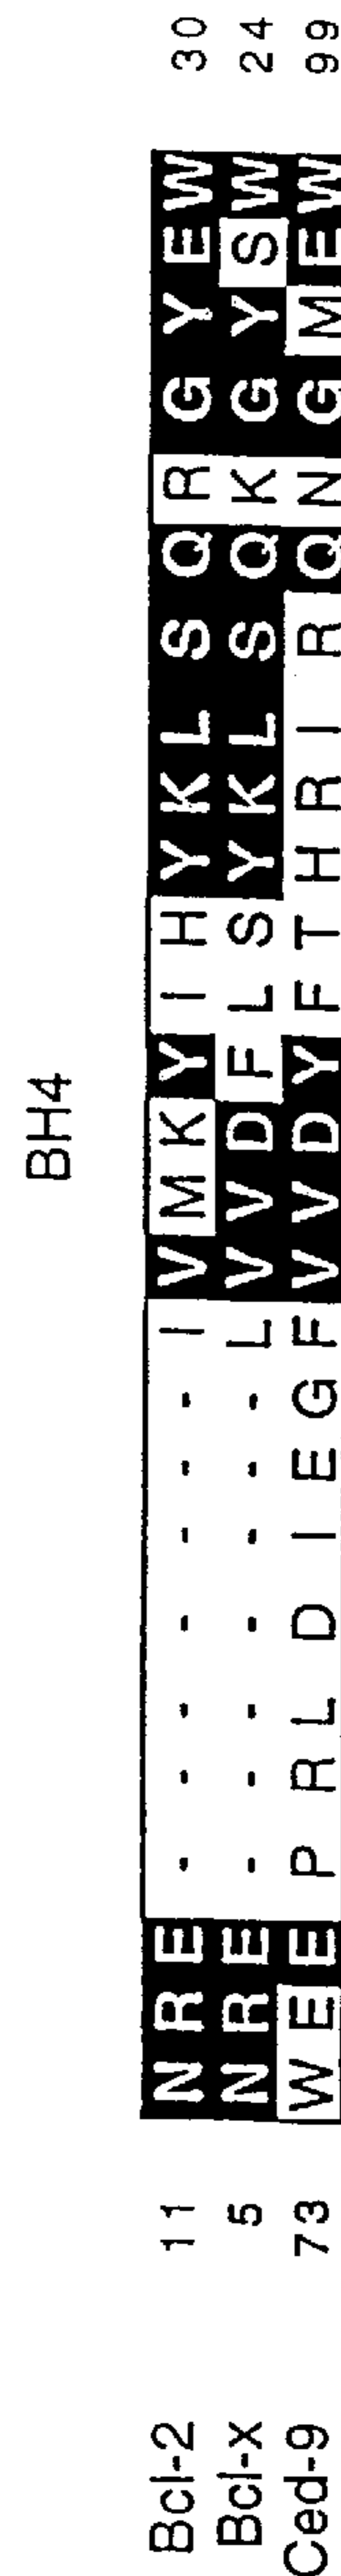 BH4
Bcl-2 11 N R E - - - - - - - I V M K Y I H Y K L S Q R G Y E W 30
Bcl-x 5 N R E - - - - - - - L V V D F L S Y K L S Q K G Y S W 24
Ced-9 73 W E E P R L D I E G F V V D Y F T H R I R Q N G M E W 99